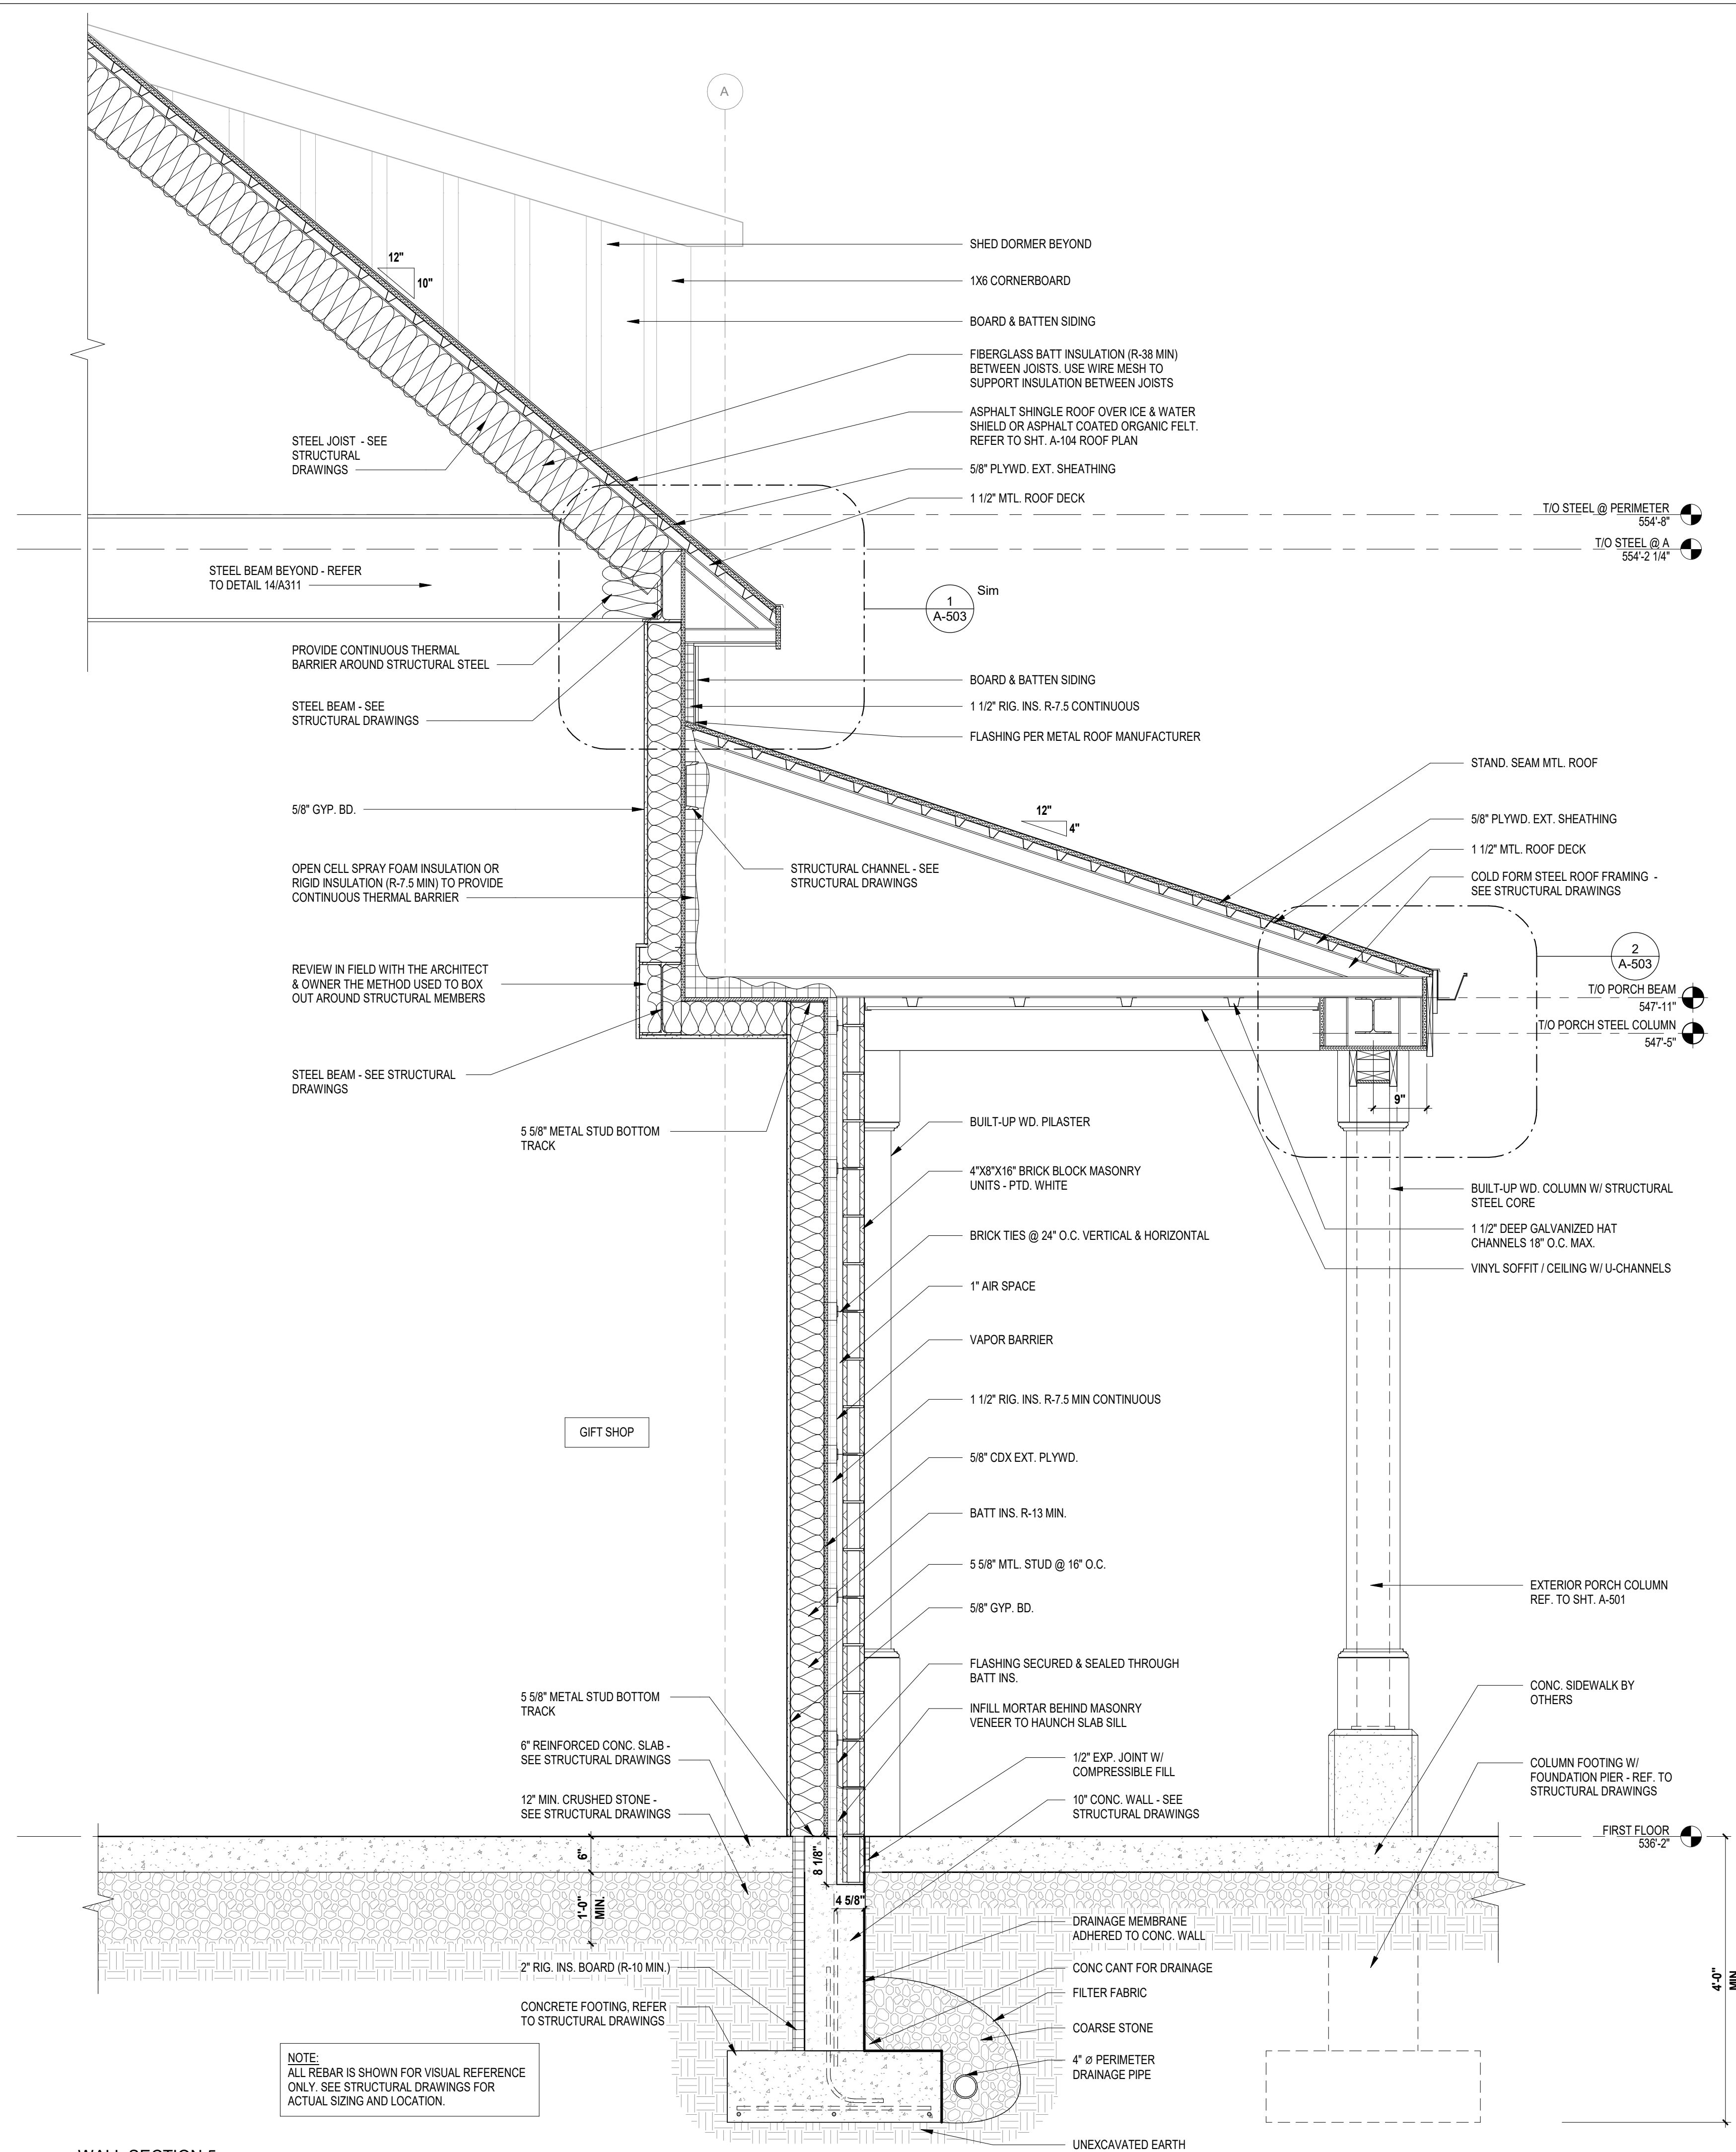 A
SHED DORMER BEYOND
12"
10"
1X6 CORNERBOARD
BOARD & BATTEN SIDING
FIBERGLASS BATT INSULATION (R-38 MIN)
BETWEEN JOISTS. USE WIRE MESH TO
SUPPORT INSULATION BETWEEN JOISTS
ASPHALT SHINGLE ROOF OVER ICE & WATER
SHIELD OR ASPHALT COATED ORGANIC FELT.
REFER TO SHT. A-104 ROOF PLAN
STEEL JOIST - SEE
STRUCTURAL
DRAWINGS
5/8" PLYWD. EXT. SHEATHING
1 1/2" MTL. ROOF DECK
T/O STEEL @ PERIMETER
554'-8"
T/O STEEL @ A
554'-2 1/4"
STEEL BEAM BEYOND - REFER
TO DETAIL 14/A311
1
A-503
Sim
PROVIDE CONTINUOUS THERMAL
BARRIER AROUND STRUCTURAL STEEL
BOARD & BATTEN SIDING
STEEL BEAM - SEE
STRUCTURAL DRAWINGS
1 1/2" RIG. INS. R-7.5 CONTINUOUS
FLASHING PER METAL ROOF MANUFACTURER
STAND. SEAM MTL. ROOF
5/8" GYP. BD.
12"
4"
5/8" PLYWD. EXT. SHEATHING
1 1/2" MTL. ROOF DECK
OPEN CELL SPRAY FOAM INSULATION OR
RIGID INSULATION (R-7.5 MIN) TO PROVIDE
CONTINUOUS THERMAL BARRIER
STRUCTURAL CHANNEL - SEE
STRUCTURAL DRAWINGS
COLD FORM STEEL ROOF FRAMING -
SEE STRUCTURAL DRAWINGS
2
A-503
REVIEW IN FIELD WITH THE ARCHITECT
& OWNER THE METHOD USED TO BOX
OUT AROUND STRUCTURAL MEMBERS
T/O PORCH BEAM
547'-11"
T/O PORCH STEEL COLUMN
547'-5"
STEEL BEAM - SEE STRUCTURAL
DRAWINGS
9"
5 5/8" METAL STUD BOTTOM
TRACK
BUILT-UP WD. PILASTER
4"X8"X16" BRICK BLOCK MASONRY
UNITS - PTD. WHITE
BUILT-UP WD. COLUMN W/ STRUCTURAL
STEEL CORE
BRICK TIES @ 24" O.C. VERTICAL & HORIZONTAL
1 1/2" DEEP GALVANIZED HAT
CHANNELS 18" O.C. MAX.
VINYL SOFFIT / CEILING W/ U-CHANNELS
1" AIR SPACE
VAPOR BARRIER
1 1/2" RIG. INS. R-7.5 MIN CONTINUOUS
GIFT SHOP
5/8" CDX EXT. PLYWD.
BATT INS. R-13 MIN.
5 5/8" MTL. STUD @ 16" O.C.
5/8" GYP. BD.
EXTERIOR PORCH COLUMN
REF. TO SHT. A-501
FLASHING SECURED & SEALED THROUGH
BATT INS.
5 5/8" METAL STUD BOTTOM
TRACK
INFILL MORTAR BEHIND MASONRY
VENEER TO HAUNCH SLAB SILL
CONC. SIDEWALK BY
OTHERS
6" REINFORCED CONC. SLAB -
SEE STRUCTURAL DRAWINGS
1/2" EXP. JOINT W/
COMPRESSIBLE FILL
COLUMN FOOTING W/
FOUNDATION PIER - REF. TO
STRUCTURAL DRAWINGS
12" MIN. CRUSHED STONE -
SEE STRUCTURAL DRAWINGS
10" CONC. WALL - SEE
STRUCTURAL DRAWINGS
FIRST FLOOR
536'-2"
6"
8 1/8"
1'-0"
MIN.
4 5/8"
DRAINAGE MEMBRANE
ADHERED TO CONC. WALL
2" RIG. INS. BOARD (R-10 MIN.)
CONC CANT FOR DRAINAGE
4'-0"
MIN
FILTER FABRIC
CONCRETE FOOTING, REFER
TO STRUCTURAL DRAWINGS
COARSE STONE
4" Ø PERIMETER
DRAINAGE PIPE
NOTE:
ALL REBAR IS SHOWN FOR VISUAL REFERENCE
ONLY. SEE STRUCTURAL DRAWINGS FOR
ACTUAL SIZING AND LOCATION.
UNEXCAVATED EARTH
WALL SECTION 5